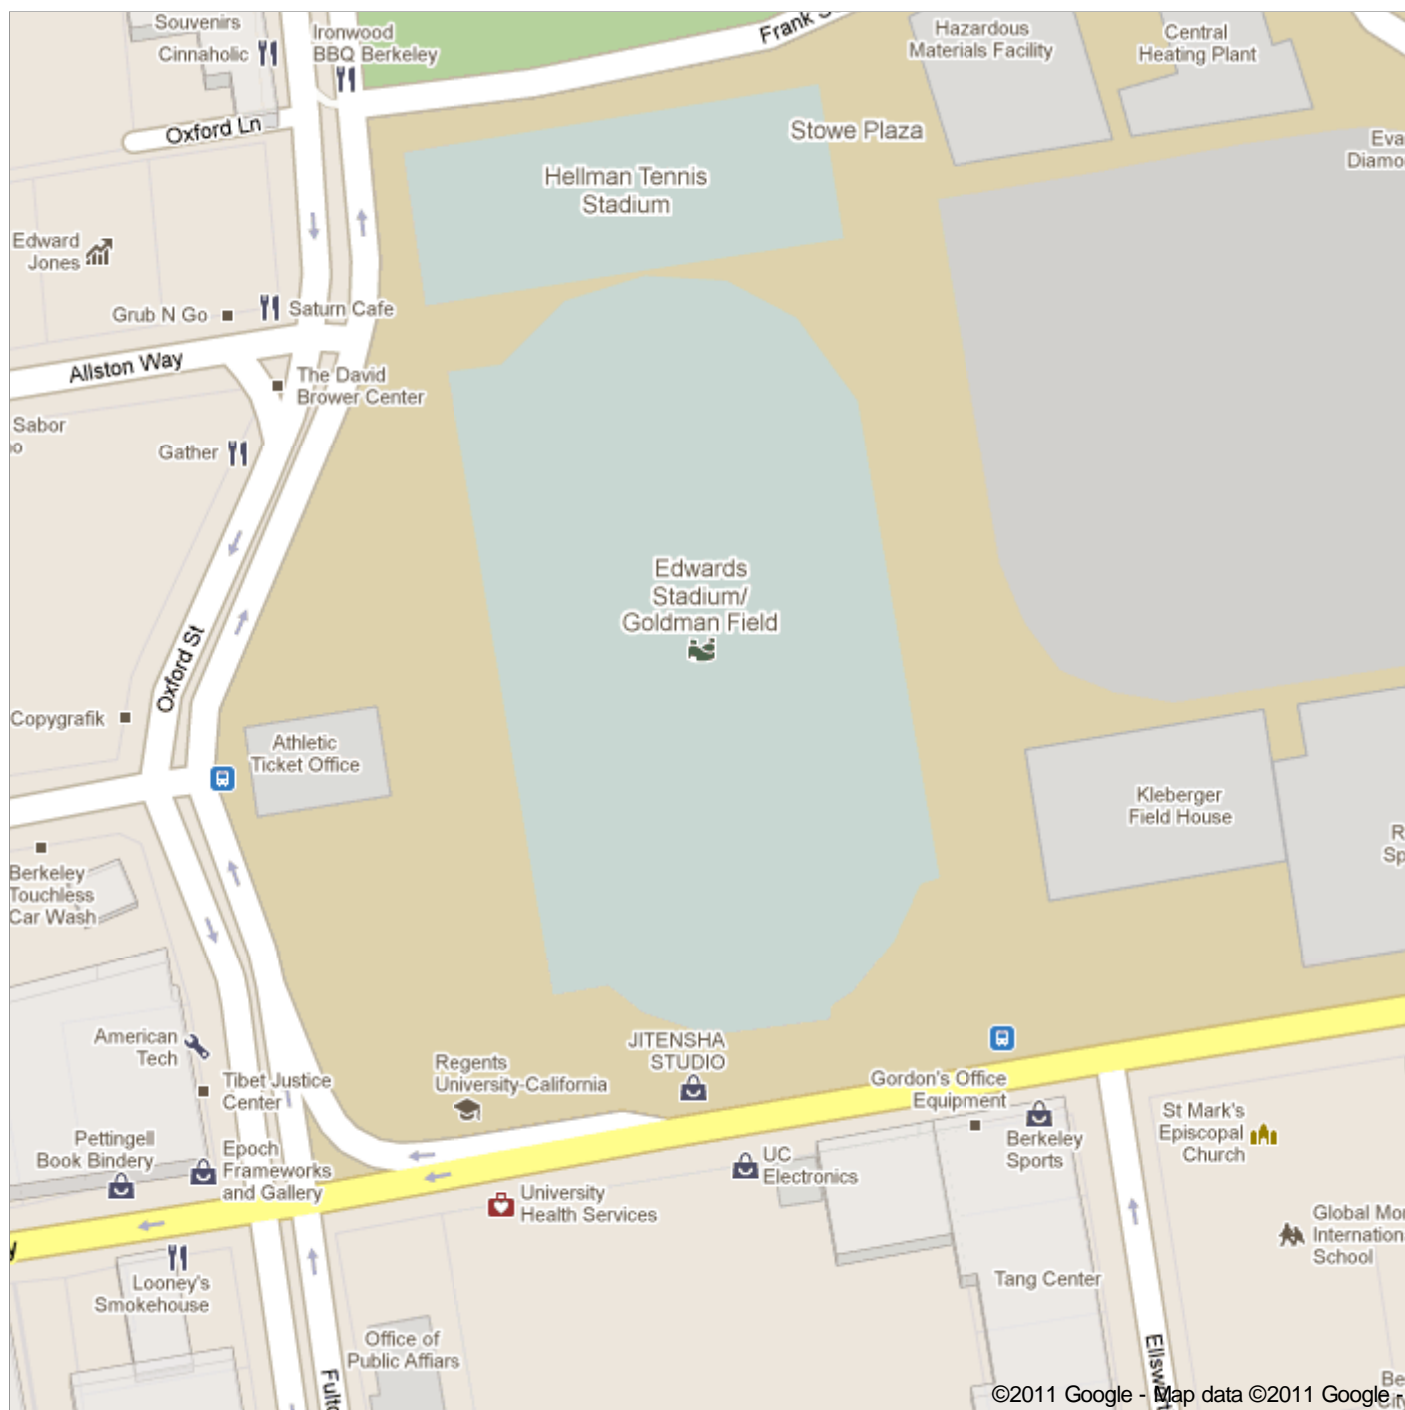 Souvenirs
Cinnaholic
Ironwood
BBQ Berkeley
Frank
Hazardous
Materials Facility
Central
Heating Plant
Oxford Ln
Stowe Plaza
Hellman Tennis
Stadium
Edward
Jones
Grub N Go
Saturn Cafe
Allston Way
The David
Brower Center
Sabor
Gather
Edwards
Stadium/
Goldman Field
Oxford St
Copygrafik
Athletic
Ticket Office
Kleberger
Field House
Berkeley
Touchless
Car Wash
American
Tech
Tibet Justice
Center
Regents
University-California
JITENSHA
STUDIO
Gordon's Office
Equipment
Berkeley
Sports
St Mark's
Episcopal
Church
Pettingell
Book Bindery
Epoch
Frameworks
and Gallery
UC
Electronics
University
Health Services
Global
School
Looney's
Smokehouse
Tang Center
Office of
Public Affiars
©2011 Google - Map data ©2011 Google -